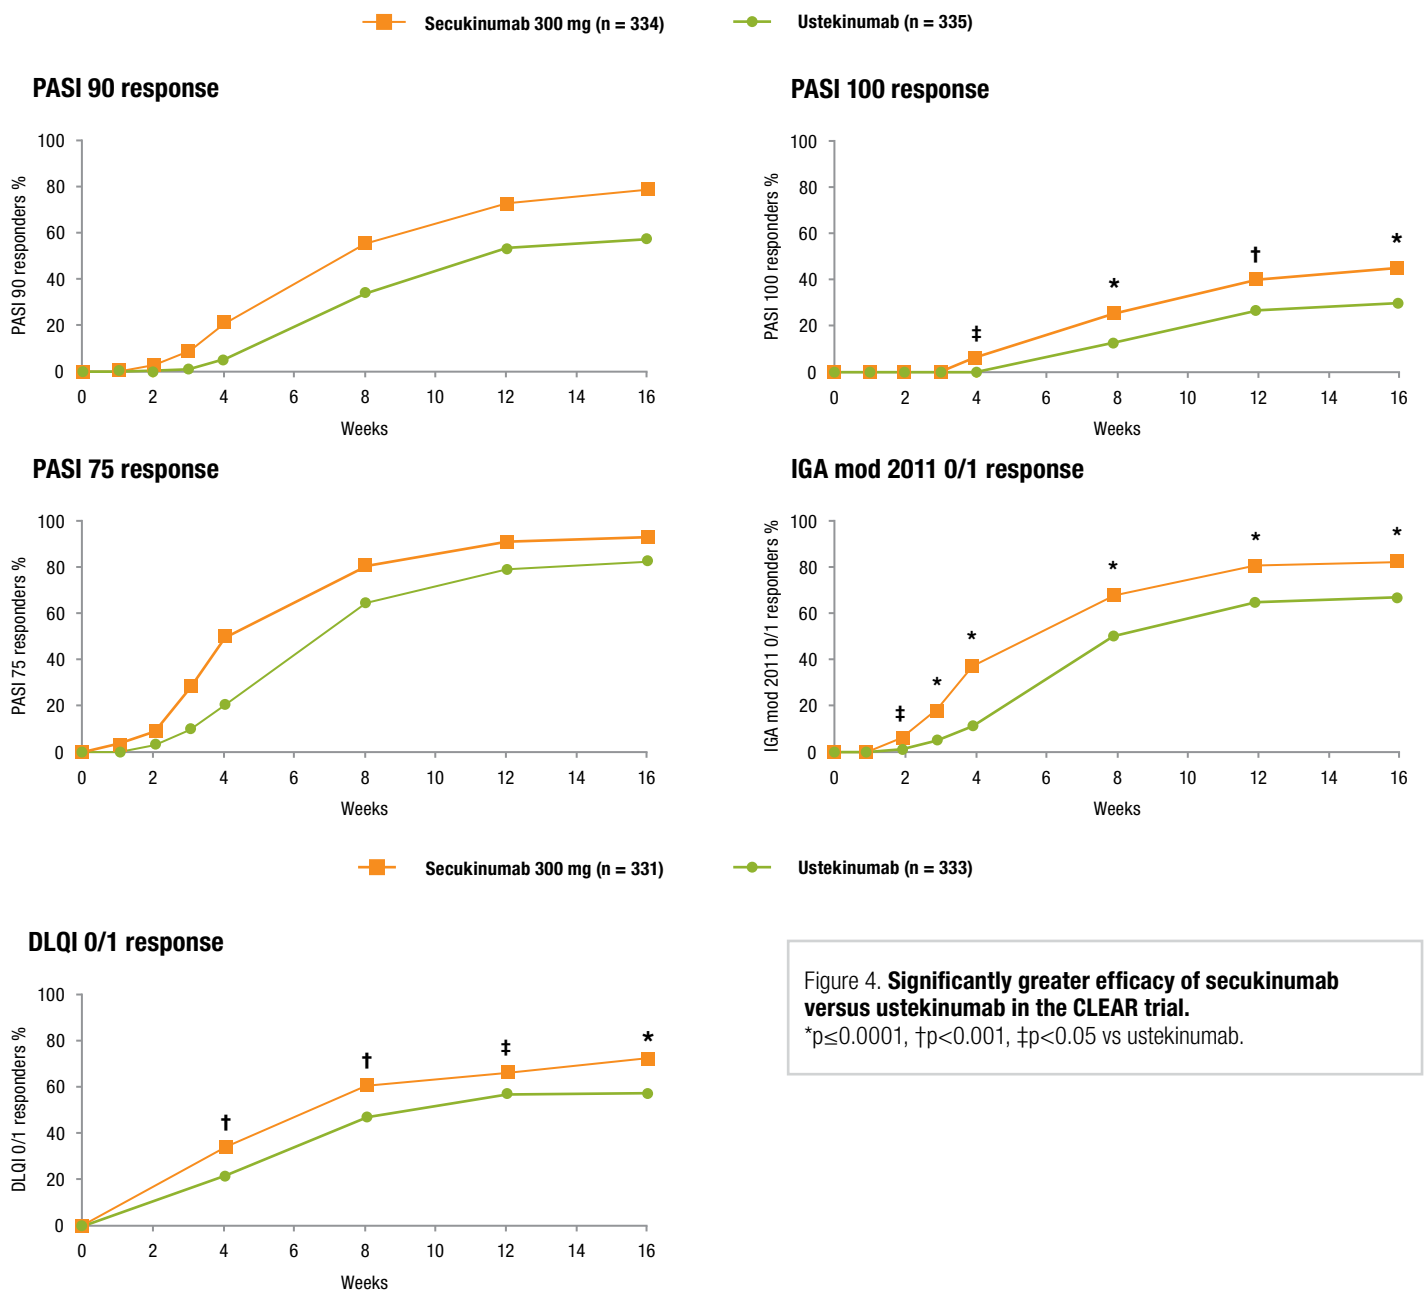 Secukinumab 300 mg (n = 334)
Ustekinumab (n = 335)
PASI 90 response
PASI 90 responders %
100
80
60
40
20
0
0 2 4 6 8 10 12 14 16
Weeks
PASI 100 response
PASI 100 responders %
100
80
60
40
20
0
‡ * † *
0 2 4 6 8 10 12 14 16
Weeks
PASI 75 response
PASI 75 responders %
100
80
60
40
20
0
0 2 4 6 8 10 12 14 16
Weeks
IGA mod 2011 0/1 response
IGA mod 2011 0/1 responders %
100
80
60
40
20
0
‡ * * * * *
0 2 4 6 8 10 12 14 16
Weeks
Secukinumab 300 mg (n = 331)
Ustekinumab (n = 333)
DLQI 0/1 response
DLQI 0/1 responders %
100
80
60
40
20
0
† † ‡ *
0 2 4 6 8 10 12 14 16
Weeks
Figure 4. Significantly greater efficacy of secukinumab
versus ustekinumab in the CLEAR trial.
*p≤0.0001, †p<0.001, ‡p<0.05 vs ustekinumab.